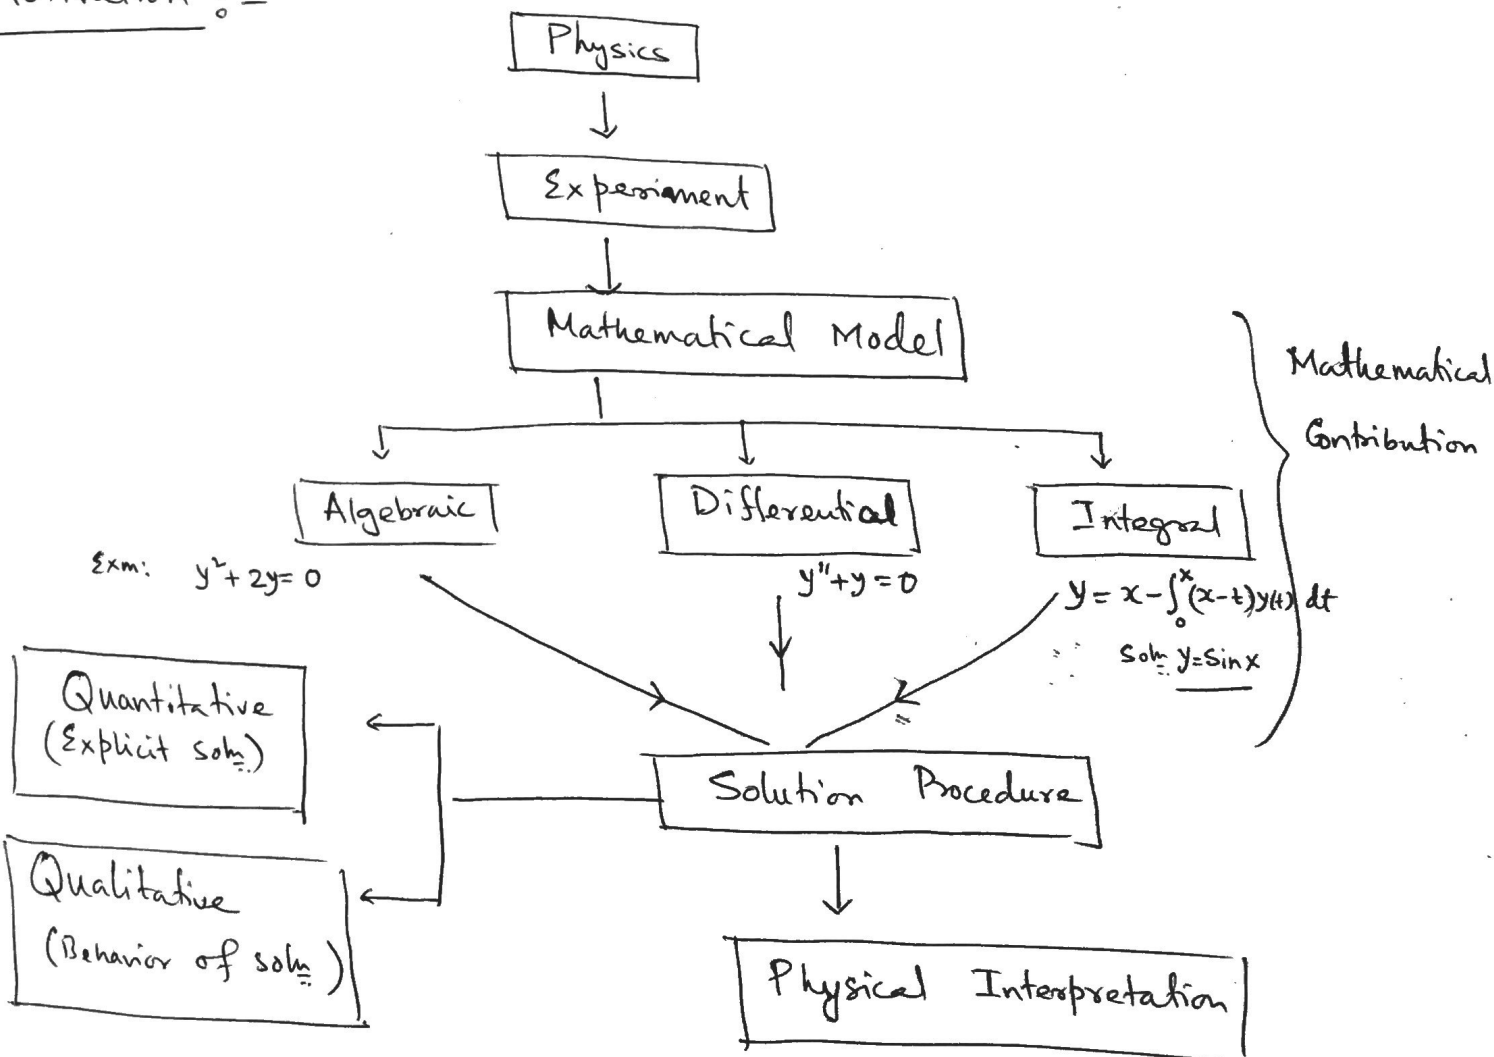 Physics
Experiment
Mathematical Model
Mathematical
Contribution
Algebraic
Differential
Integral
Exm: y² + 2y = 0
y'' + y = 0
y = x - ∫₀ˣ (x-t) y(t) dt
Soln y = Sin x
Quantitative
(Explicit soln)
Solution Procedure
Qualitative
(Behavior of soln)
Physical Interpretation